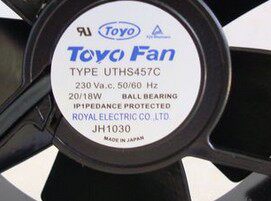 Toyo
Toyo Fan
TYPE UTHS457C
230 Va.c, 50/60 Hz
20/18W BALL BEARING
IP1PEDANCE PROTECTED
ROYAL ELECTRIC CO.,LTD.
JH1030
MADE IN JAPAN